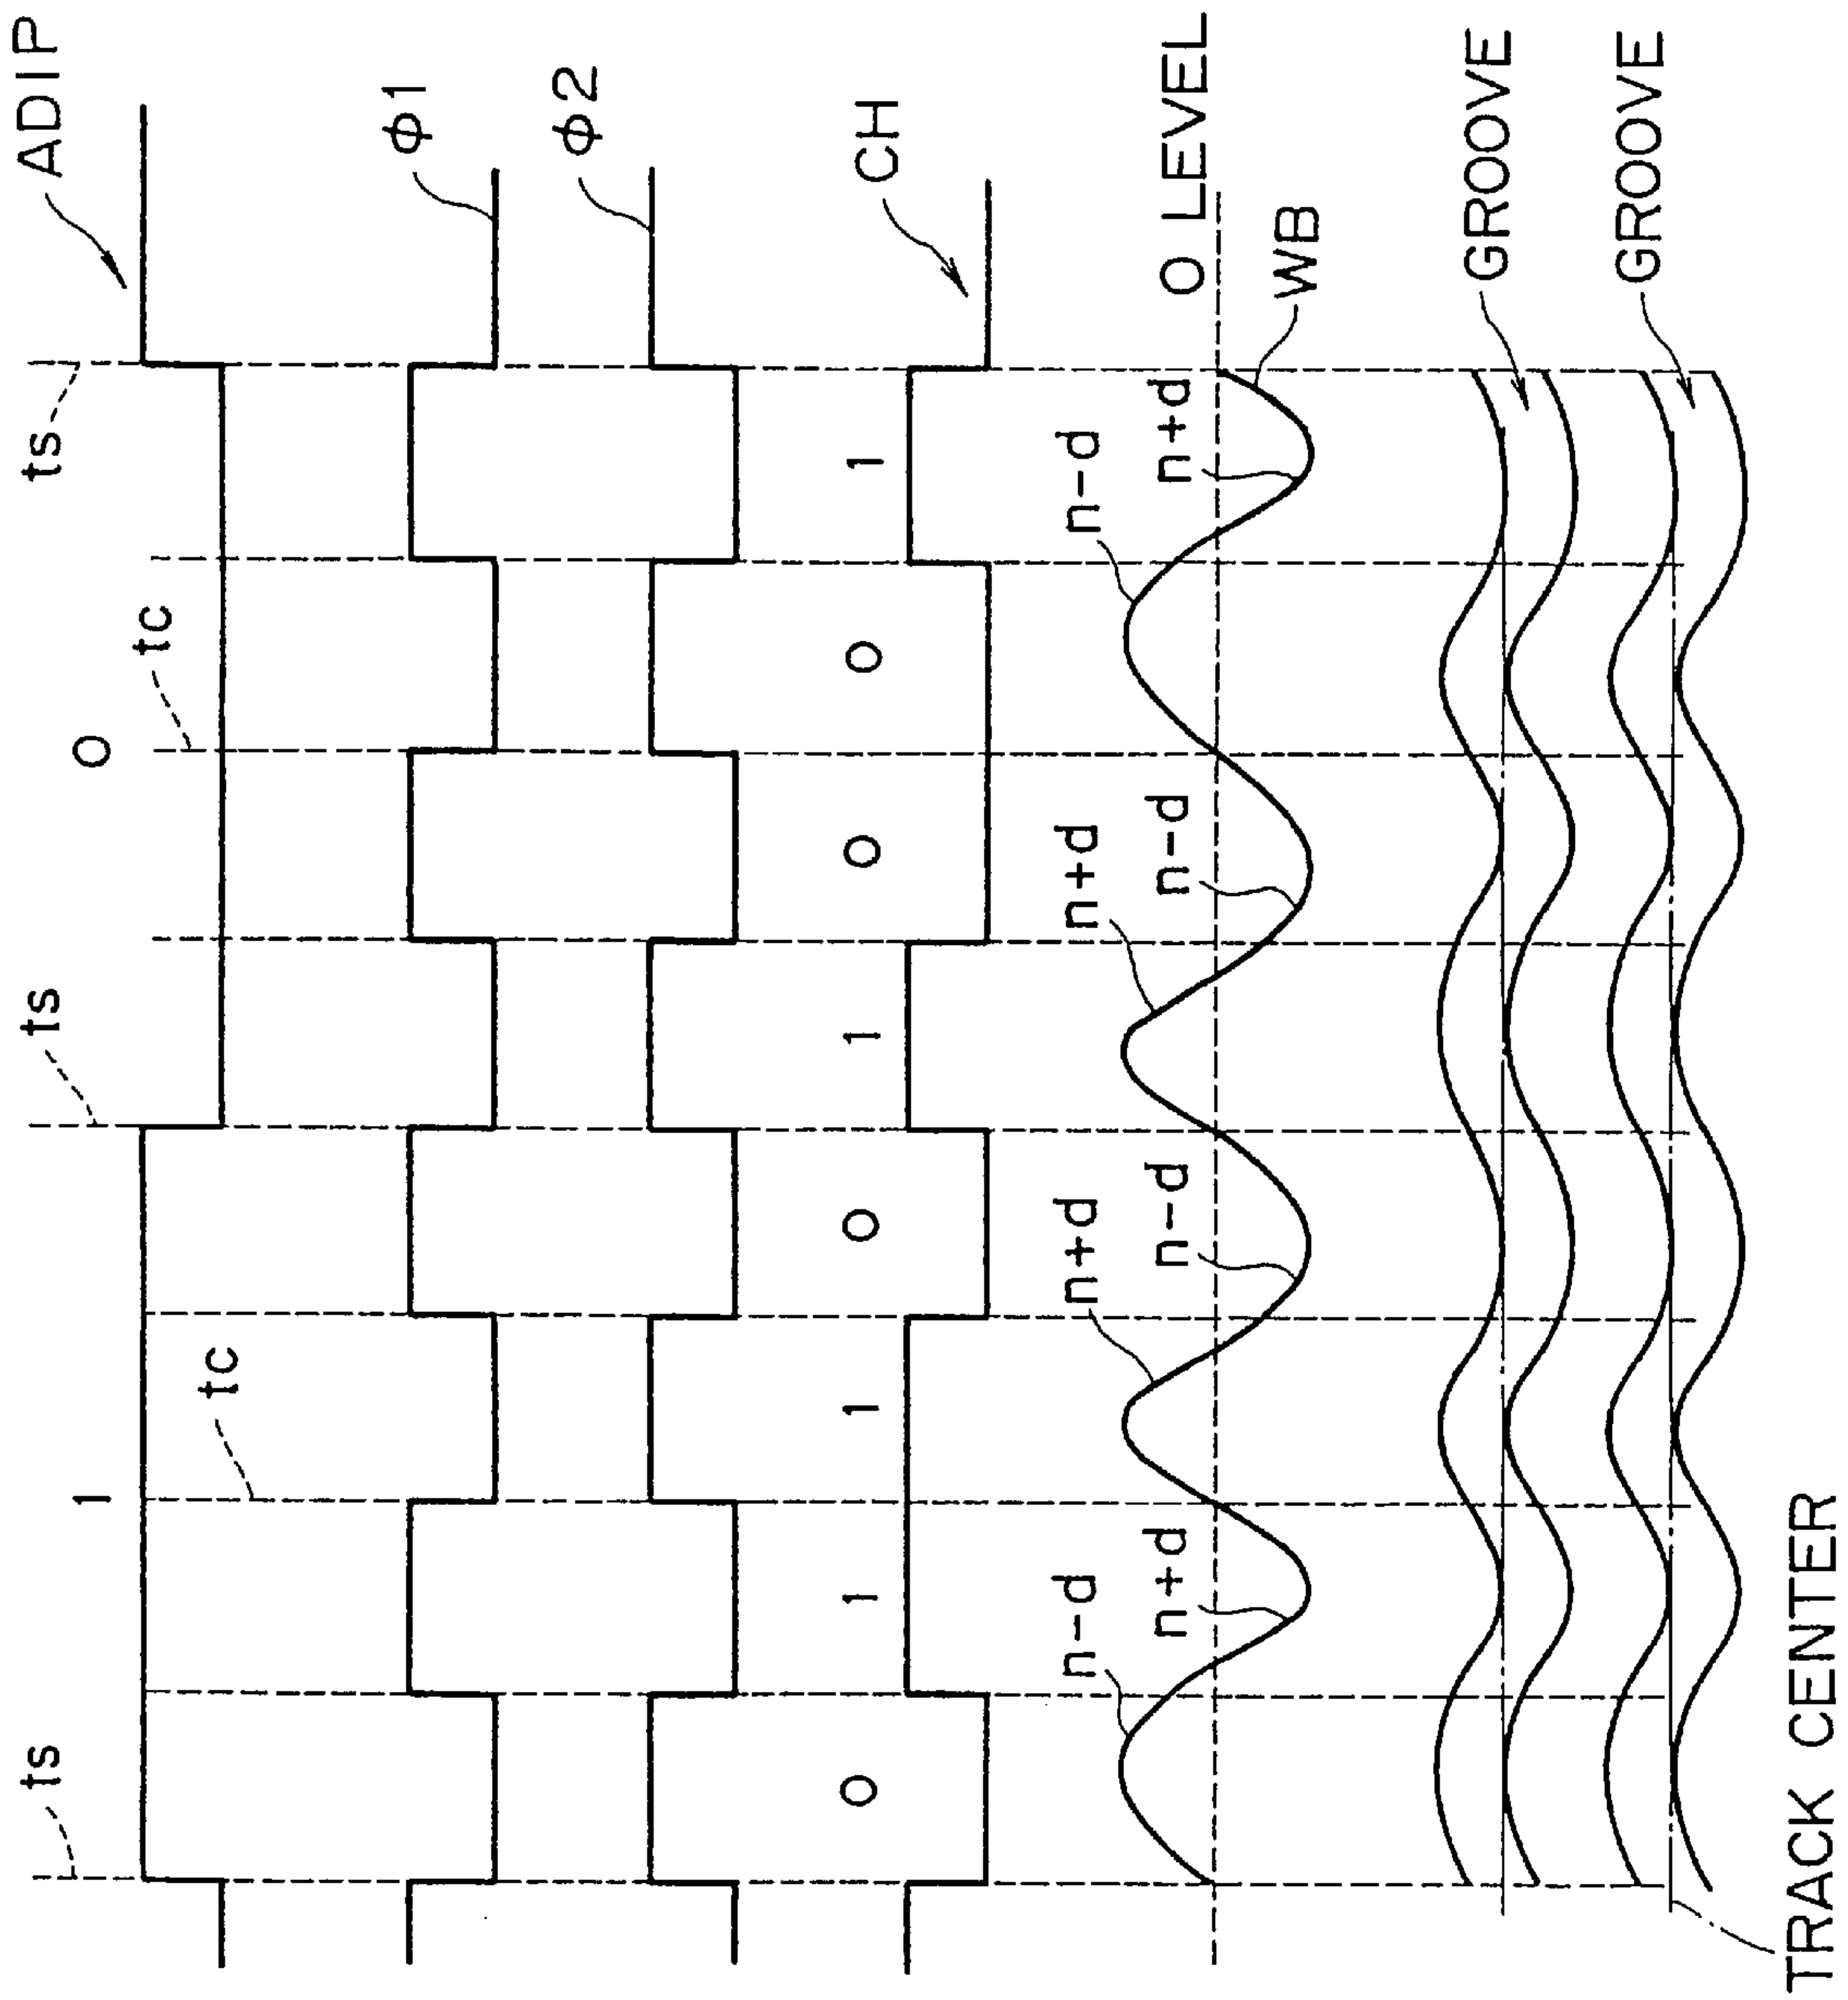 ts 1 ts 0 ts
ADIP
tc tc
ϕ1
ϕ2
0 1 1 0 1 0 0 1
CH
n-d n+d n+d n-d
n+d n-d n-d n+d
0 LEVEL
WB
GROOVE
GROOVE
TRACK CENTER